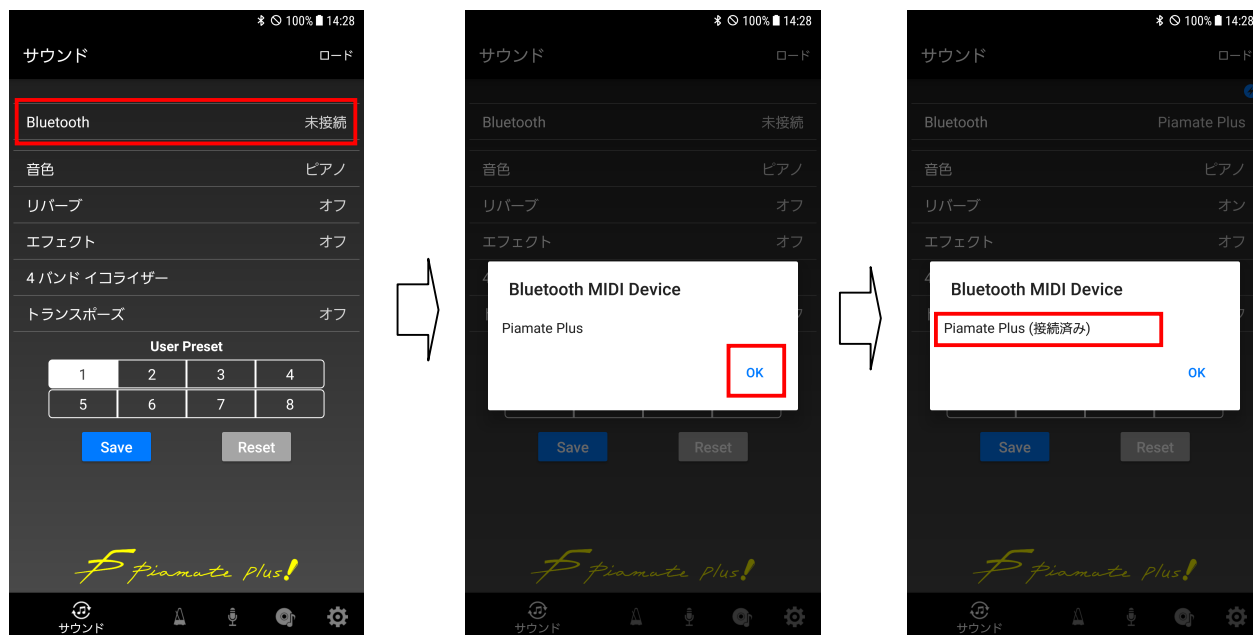 100% 14:28
サウンド ロード
Bluetooth 未接続
音色 ピアノ
リバーブ オフ
エフェクト オフ
4 バンド イコライザー
トランスポーズ オフ
User Preset
1 2 3 4
5 6 7 8
Save Reset
Piamate Plus!
サウンド
100% 14:28
サウンド ロード
Bluetooth 未接続
音色 ピアノ
リバーブ オフ
エフェクト オフ
Bluetooth MIDI Device
Piamate Plus
OK
Save Reset
Piamate Plus!
サウンド
100% 14:28
サウンド ロード
Bluetooth Piamate Plus
音色 ピアノ
リバーブ オン
エフェクト オフ
Bluetooth MIDI Device
Piamate Plus (接続済み)
OK
Save Reset
Piamate Plus!
サウンド